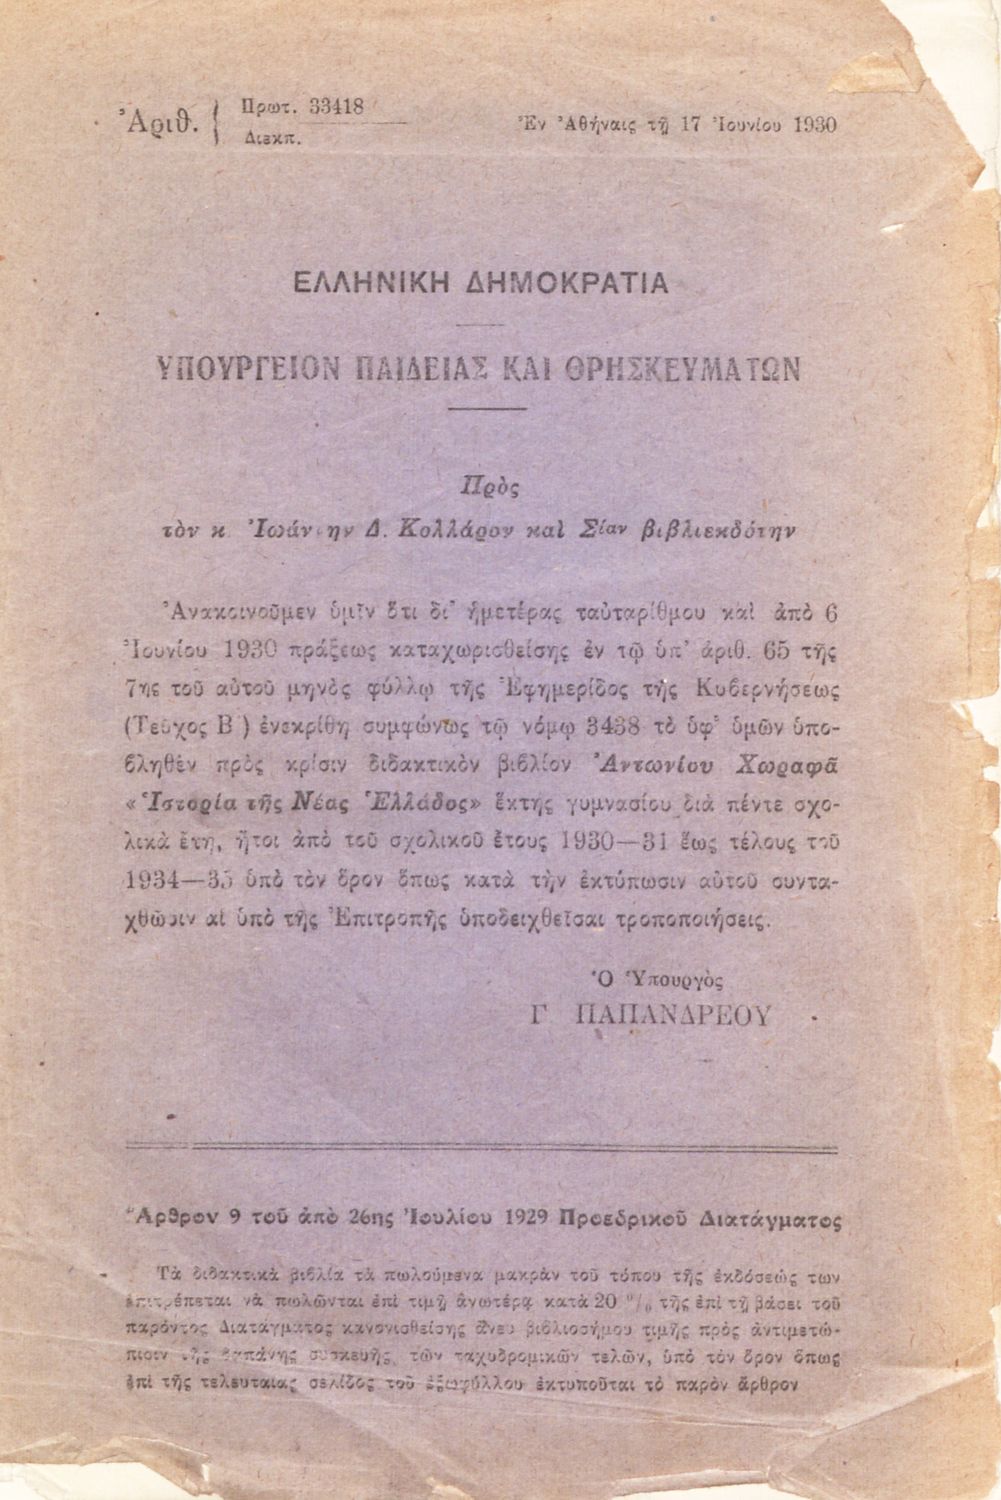 Ἀριθ. { Πρωτ. 33418
Διεκπ.
Ἐν Ἀθήναις τῇ 17 Ἰουνίου 1930
ΕΛΛΗΝΙΚΗ ΔΗΜΟΚΡΑΤΙΑ
ΥΠΟΥΡΓΕΙΟΝ ΠΑΙΔΕΙΑΣ ΚΑΙ ΘΡΗΣΚΕΥΜΑΤΩΝ
Πρὸς
τὸν κ. Ἰωάννην Δ. Κολλάρον καὶ Σίαν βιβλιεκδότην
Ἀνακοινοῦμεν ὑμῖν ὅτι δι' ἡμετέρας ταὐταρίθμου καὶ ἀπὸ 6
Ἰουνίου 1930 πράξεως καταχωρισθείσης ἐν τῷ ὑπ' ἀριθ. 65 τῆς
7ης τοῦ αὐτοῦ μηνὸς φύλλῳ τῆς Ἐφημερίδος τῆς Κυβερνήσεως
(Τεῦχος Β') ἐνεκρίθη συμφώνως τῷ νόμῳ 3438 τὸ ὑφ' ὑμῶν ὑπο-
βληθὲν πρὸς κρίσιν διδακτικὸν βιβλίον Ἀντωνίου Χωραφᾶ
«Ἱστορία τῆς Νέας Ἑλλάδος» ἕκτης γυμνασίου διὰ πέντε σχο-
λικὰ ἔτη, ἤτοι ἀπὸ τοῦ σχολικοῦ ἔτους 1930—31 ἕως τέλους τοῦ
1934—35 ὑπὸ τὸν ὅρον ὅπως κατὰ τὴν ἐκτύπωσιν αὐτοῦ συντα-
χθῶσιν αἱ ὑπὸ τῆς Ἐπιτροπῆς ὑποδειχθεῖσαι τροποποιήσεις.
Ὁ Ὑπουργὸς
Γ ΠΑΠΑΝΔΡΕΟΥ
Ἄρθρον 9 τοῦ ἀπὸ 26ης Ἰουλίου 1929 Προεδρικοῦ Διατάγματος
Τὰ διδακτικὰ βιβλία τὰ πωλούμενα μακρὰν τοῦ τόπου τῆς ἐκδόσεώς των
ἐπιτρέπεται νὰ πωλῶνται ἐπὶ τιμῇ ἀνωτέρᾳ κατὰ 20 % τῆς ἐπὶ τῇ βάσει τοῦ
παρόντος Διατάγματος κανονισθείσης ἄνευ βιβλιοσήμου τιμῆς πρὸς ἀντιμετώ-
πισιν τῆς δαπάνης συσκευῆς, τῶν ταχυδρομικῶν τελῶν, ὑπὸ τὸν ὅρον ὅπως
ἐπὶ τῆς τελευταίας σελίδος τοῦ ἐξωφύλλου ἐκτυποῦται τὸ παρὸν ἄρθρον